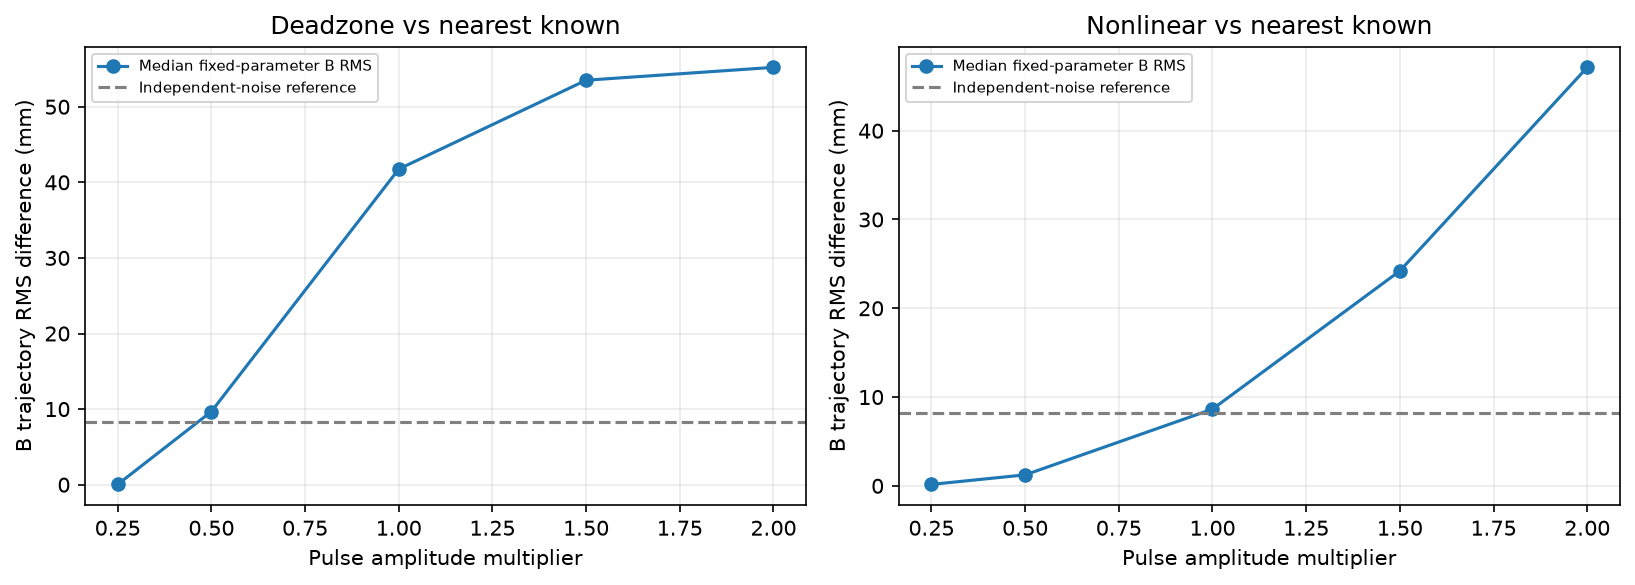 Deadzone vs nearest known
Median fixed-parameter B RMS
Independent-noise reference
B trajectory RMS difference (mm)
50
40
30
20
10
0
0.25 0.50 0.75 1.00 1.25 1.50 1.75 2.00
Pulse amplitude multiplier
Nonlinear vs nearest known
Median fixed-parameter B RMS
Independent-noise reference
B trajectory RMS difference (mm)
40
30
20
10
0
0.25 0.50 0.75 1.00 1.25 1.50 1.75 2.00
Pulse amplitude multiplier